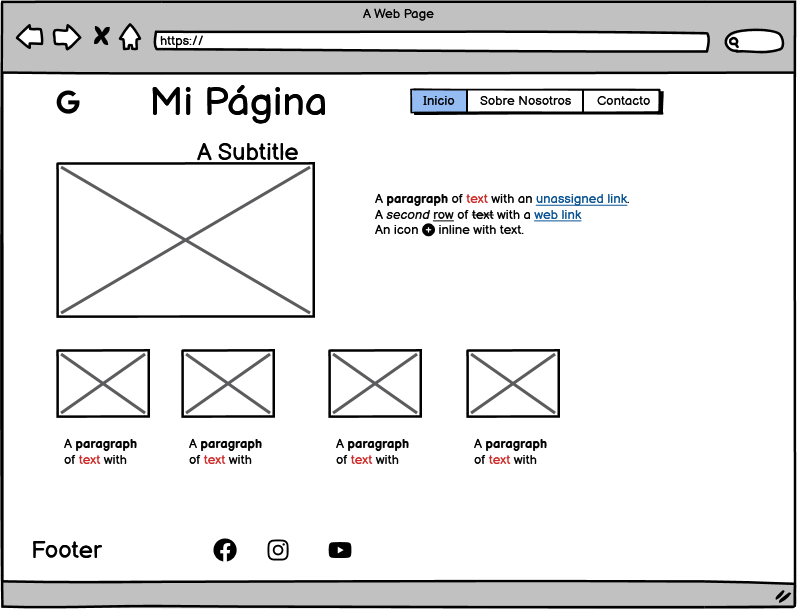 A Web Page
https://
G
Mi Página
Inicio
Sobre Nosotros
Contacto
A Subtitle
A paragraph of text with an unassigned link.
A second row of text with a web link
An icon inline with text.
A paragraph
of text with
A paragraph
of text with
A paragraph
of text with
A paragraph
of text with
Footer